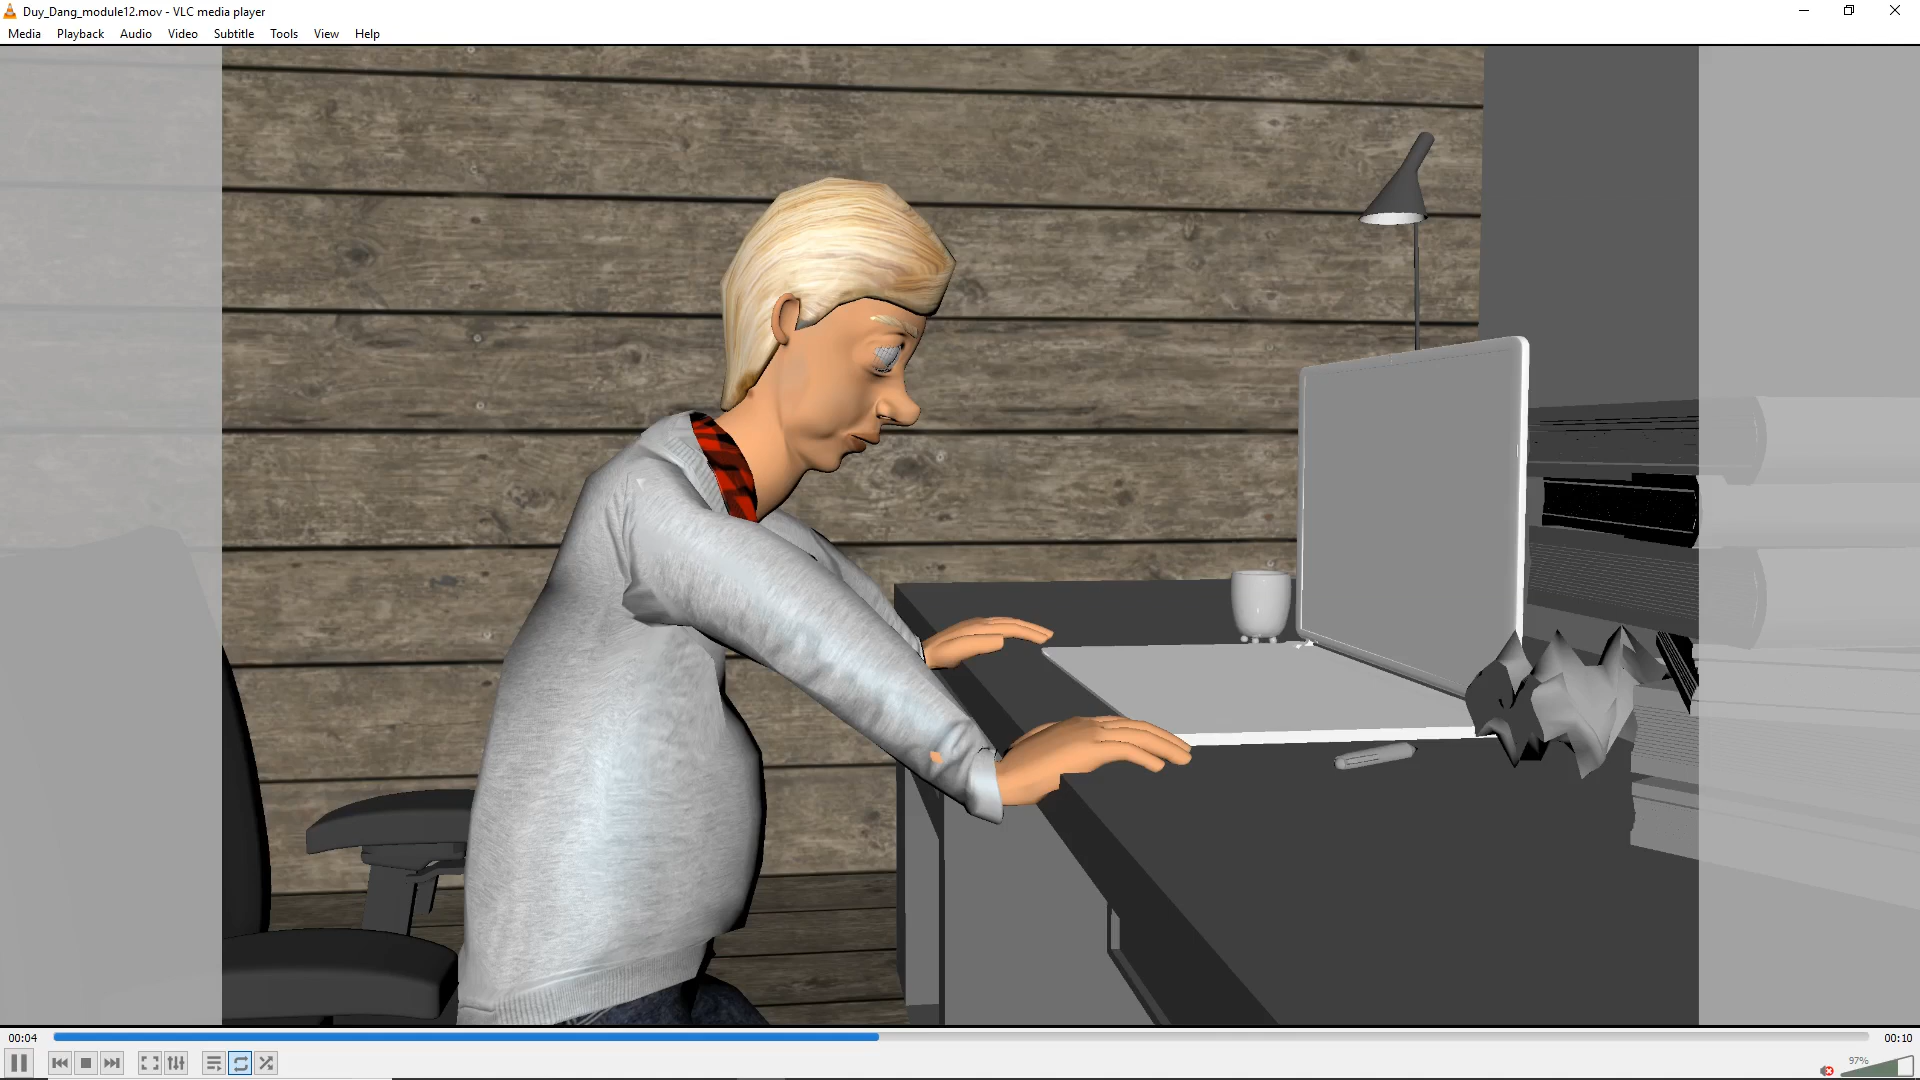 Duy_Dang_module12.mov - VLC media player
Media Playback Audio Video Subtitle Tools View Help
00:04
00:10
97%